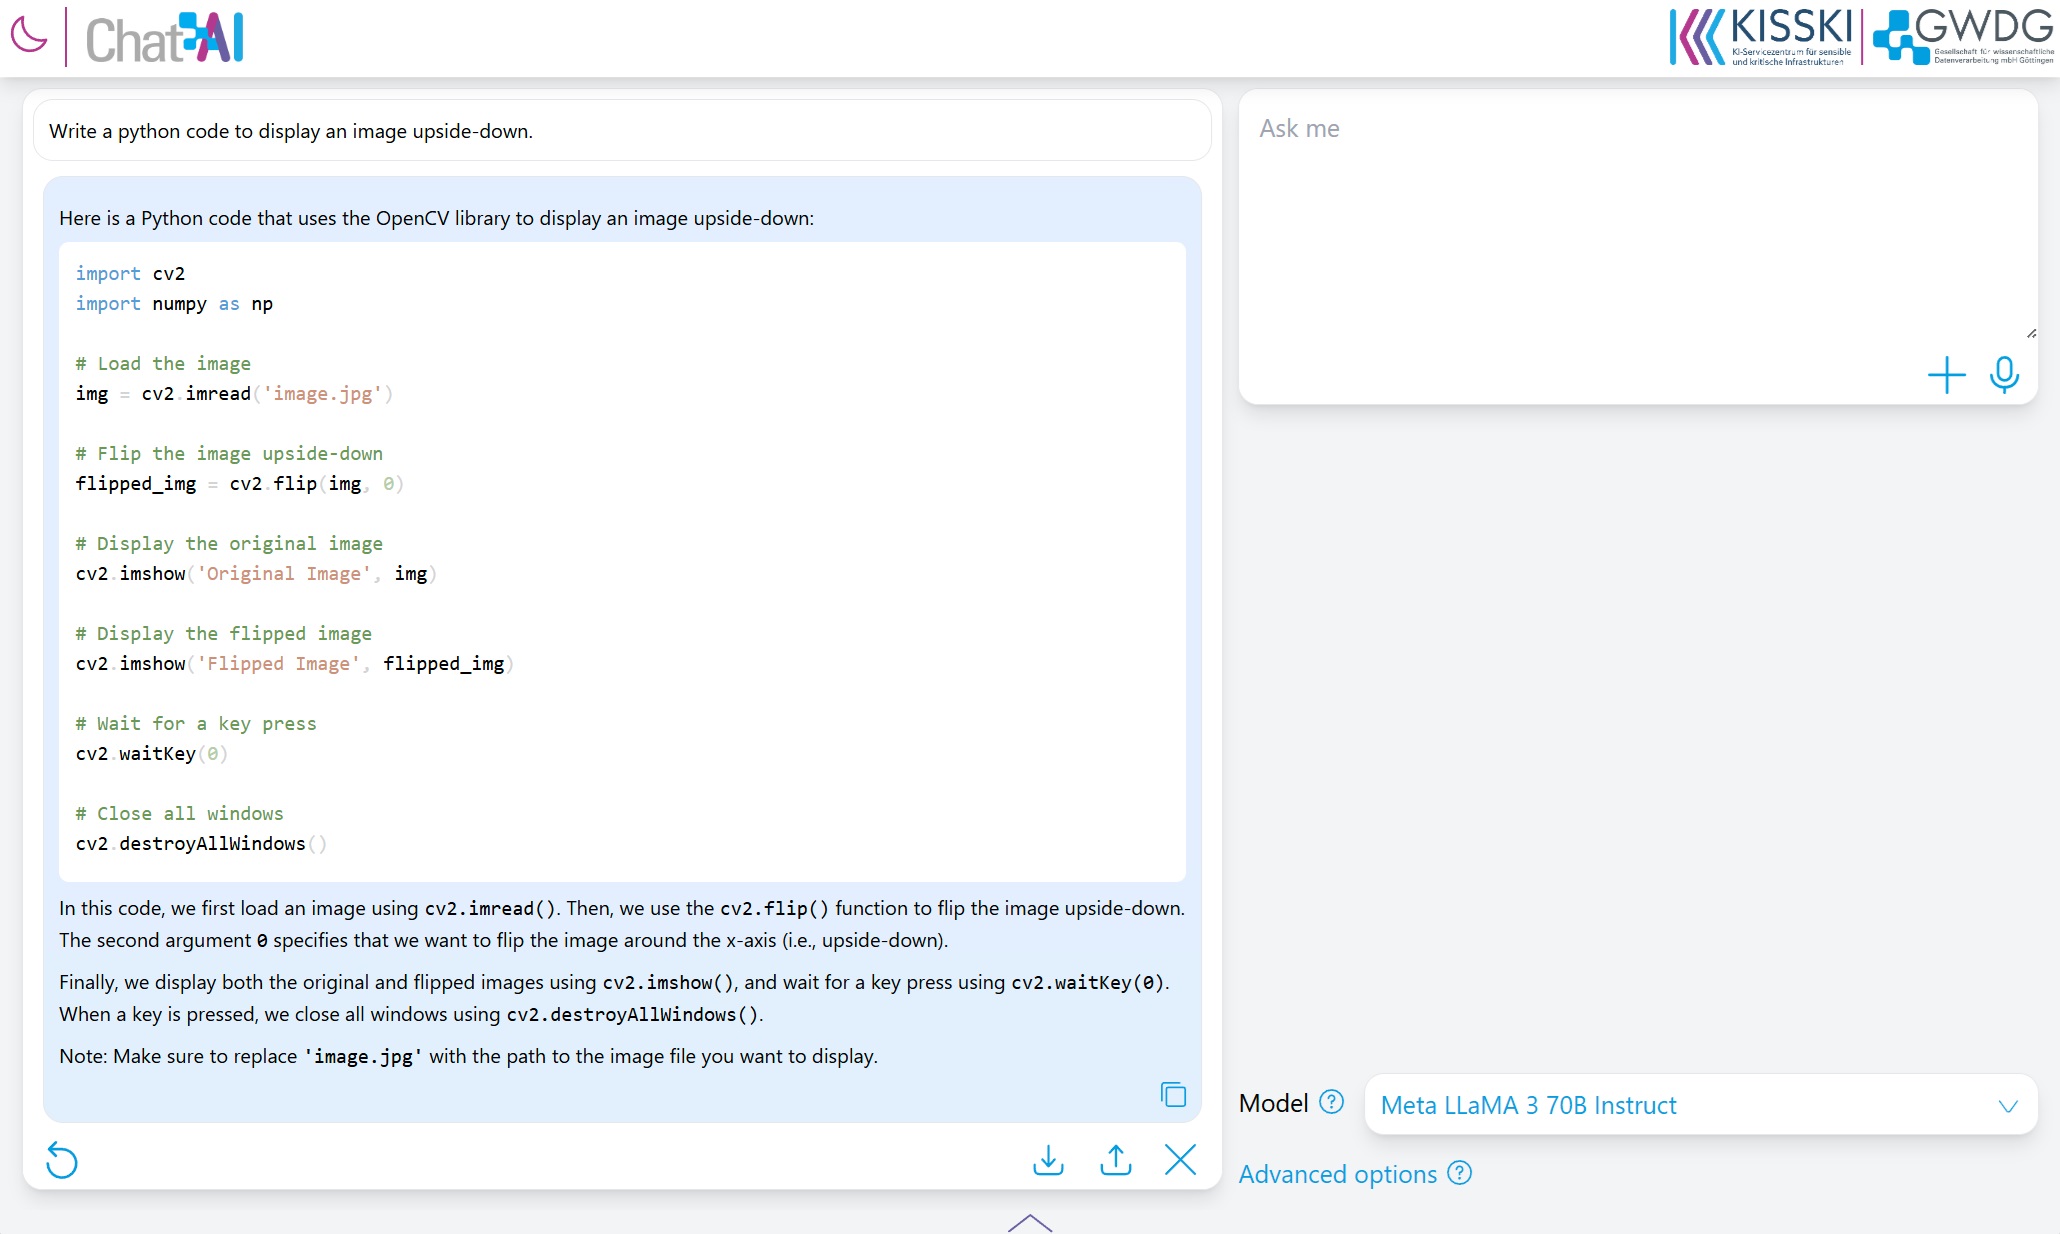 Chat AI
KISSKI
KI-Servicezentrum für sensible
und kritische Infrastrukturen
GWDG
Gesellschaft für wissenschaftliche
Datenverarbeitung mbH Göttingen
Write a python code to display an image upside-down.
Here is a Python code that uses the OpenCV library to display an image upside-down:
import cv2
import numpy as np
# Load the image
img = cv2.imread('image.jpg')
# Flip the image upside-down
flipped_img = cv2.flip(img, 0)
# Display the original image
cv2.imshow('Original Image', img)
# Display the flipped image
cv2.imshow('Flipped Image', flipped_img)
# Wait for a key press
cv2.waitKey(0)
# Close all windows
cv2.destroyAllWindows()
In this code, we first load an image using cv2.imread(). Then, we use the cv2.flip() function to flip the image upside-down.
The second argument 0 specifies that we want to flip the image around the x-axis (i.e., upside-down).
Finally, we display both the original and flipped images using cv2.imshow(), and wait for a key press using cv2.waitKey(0).
When a key is pressed, we close all windows using cv2.destroyAllWindows().
Note: Make sure to replace 'image.jpg' with the path to the image file you want to display.
Ask me
Model ?
Meta LLaMA 3 70B Instruct
Advanced options ?